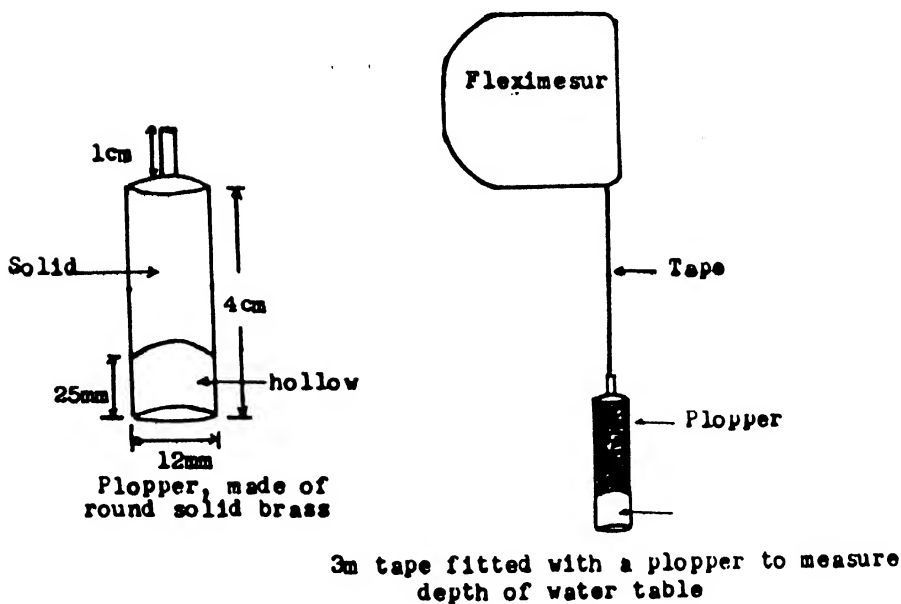 Fleximesur
1cm
Solid
4cm
25mm
hollow
12mm
Plopper, made of
round solid brass
Tape
Plopper
3m tape fitted with a plopper to measure
depth of water table